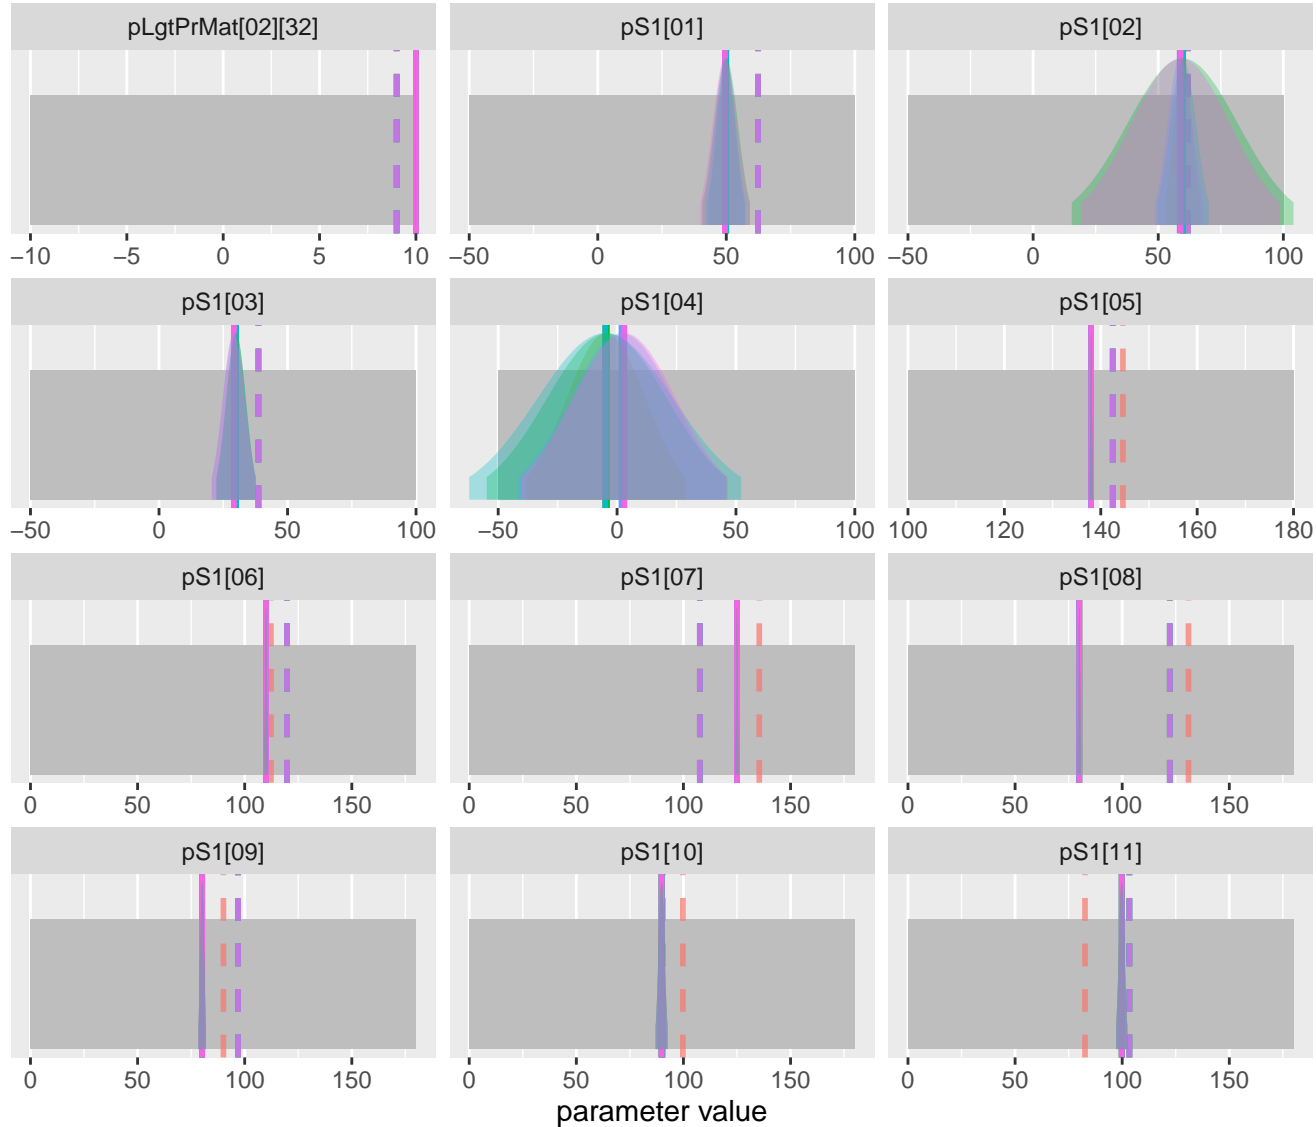 pLgtPrMat[02][32] pS1[01] pS1[02]
−10 −5 0 5 10 −50 0 50 100 −50 0 50 100
pS1[03] pS1[04] pS1[05]
−50 0 50 100 −50 0 50 100 100 120 140 160 180
pS1[06] pS1[07] pS1[08]
0 50 100 150 0 50 100 150 0 50 100 150
pS1[09] pS1[10] pS1[11]
0 50 100 150 0 50 100 150 0 50 100 150
parameter value